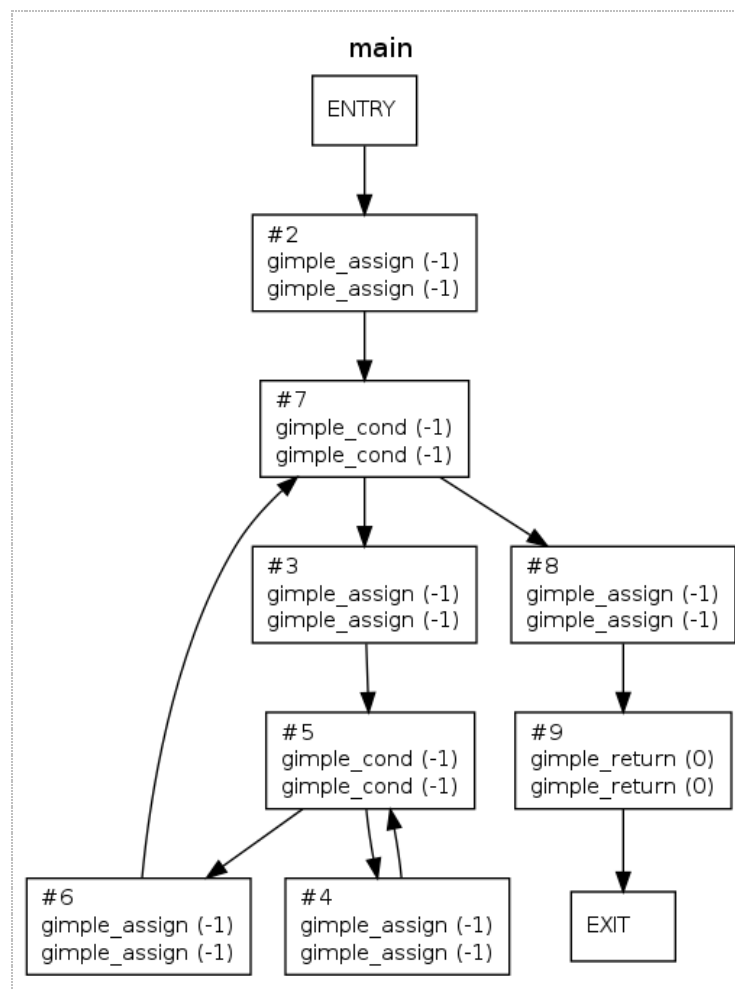 main
ENTRY
#2
gimple_assign (-1)
gimple_assign (-1)
#7
gimple_cond (-1)
gimple_cond (-1)
#3
gimple_assign (-1)
gimple_assign (-1)
#8
gimple_assign (-1)
gimple_assign (-1)
#5
gimple_cond (-1)
gimple_cond (-1)
#9
gimple_return (0)
gimple_return (0)
#6
gimple_assign (-1)
gimple_assign (-1)
#4
gimple_assign (-1)
gimple_assign (-1)
EXIT